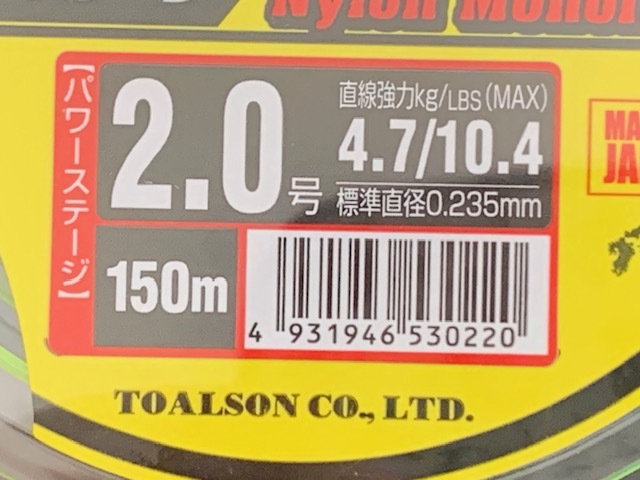 Nylon
【パワーステージ】
2.0号
直線強力kg/LBS(MAX)
4.7/10.4
標準直径0.235mm
150m
4 931946 530220
TOALSON CO., LTD.